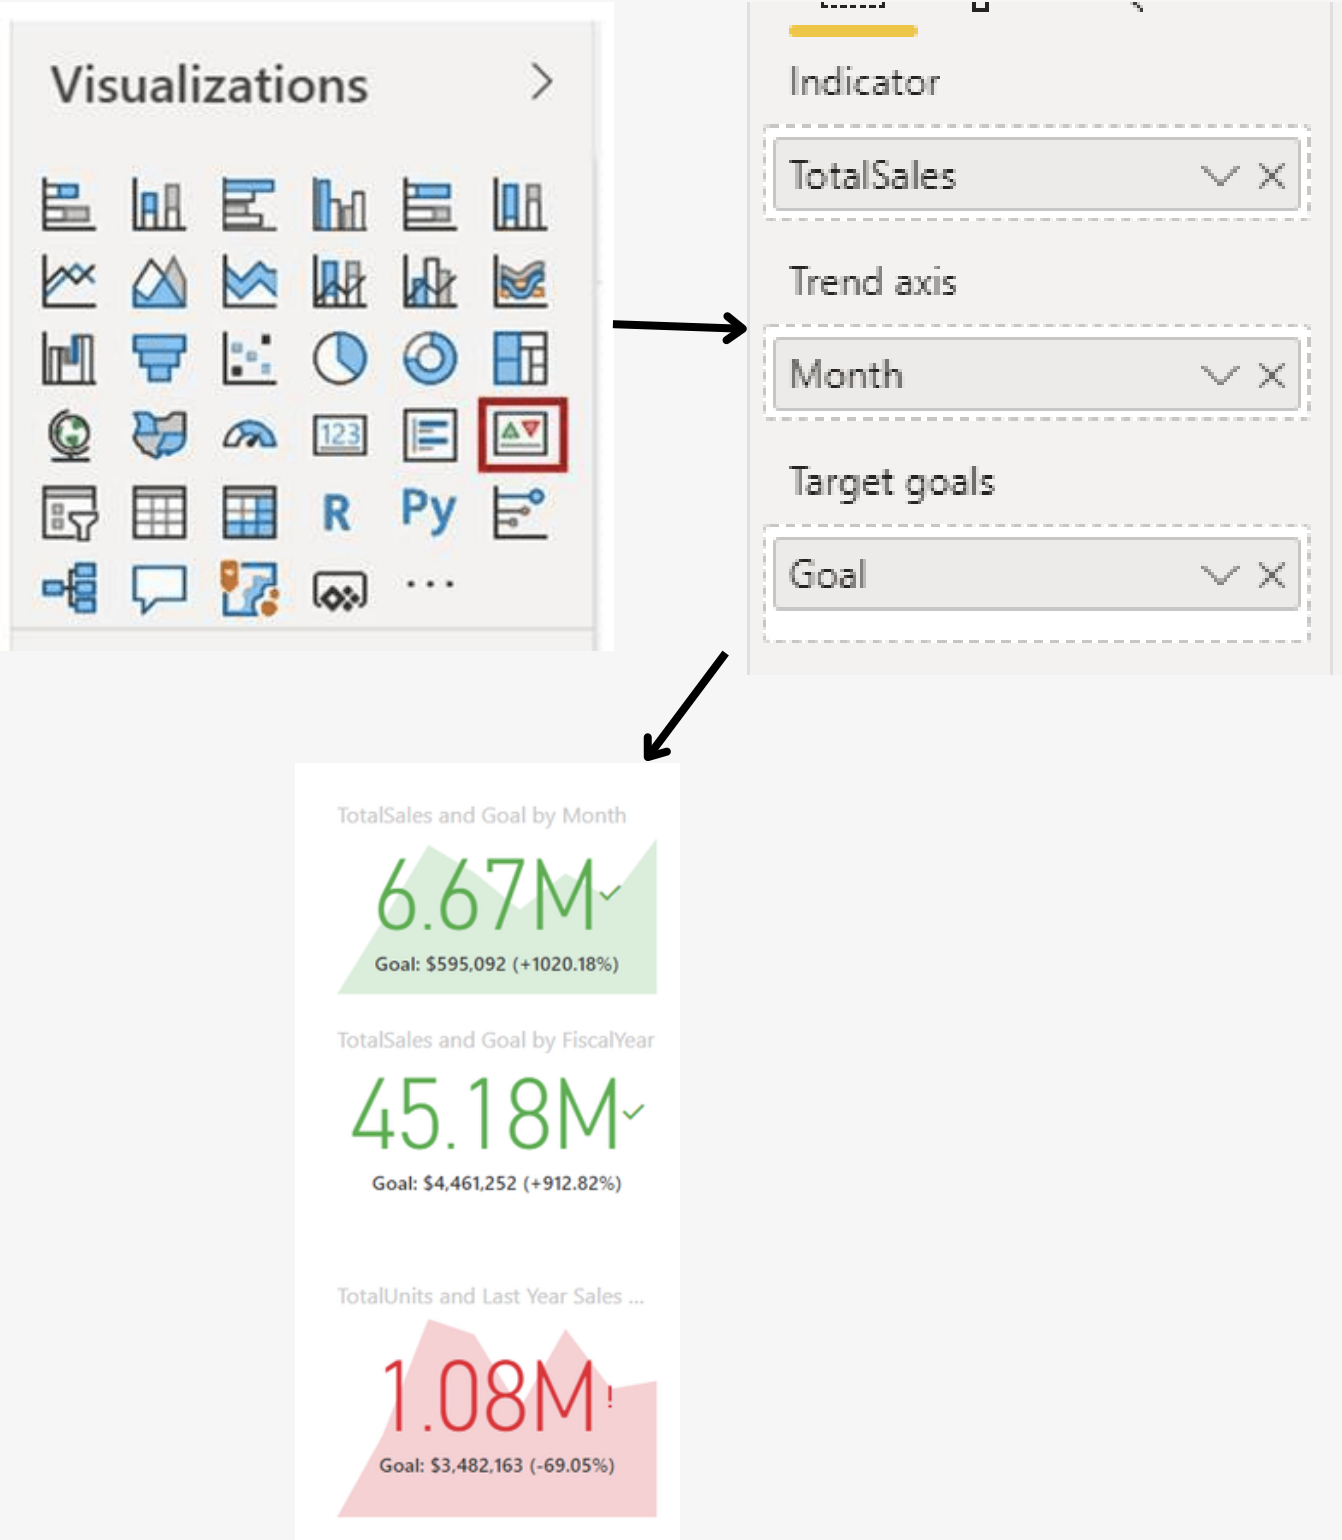 Visualizations
123
R
Py
Indicator
TotalSales
Trend axis
Month
Target goals
Goal
TotalSales and Goal by Month
6.67M
Goal: $595,092 (+1020.18%)
TotalSales and Goal by FiscalYear
45.18M
Goal: $4,461,252 (+912.82%)
TotalUnits and Last Year Sales ...
1.08M!
Goal: $3,482,163 (-69.05%)